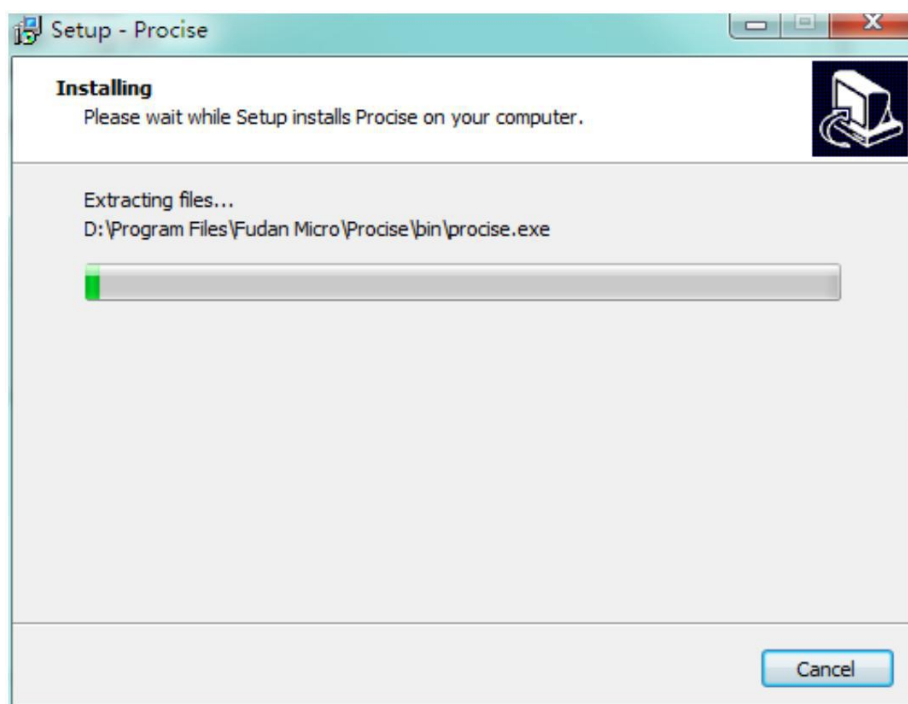 Setup - Procise
Installing
Please wait while Setup installs Procise on your computer.
Extracting files...
D:\Program Files\Fudan Micro\Procise\bin\procise.exe
Cancel